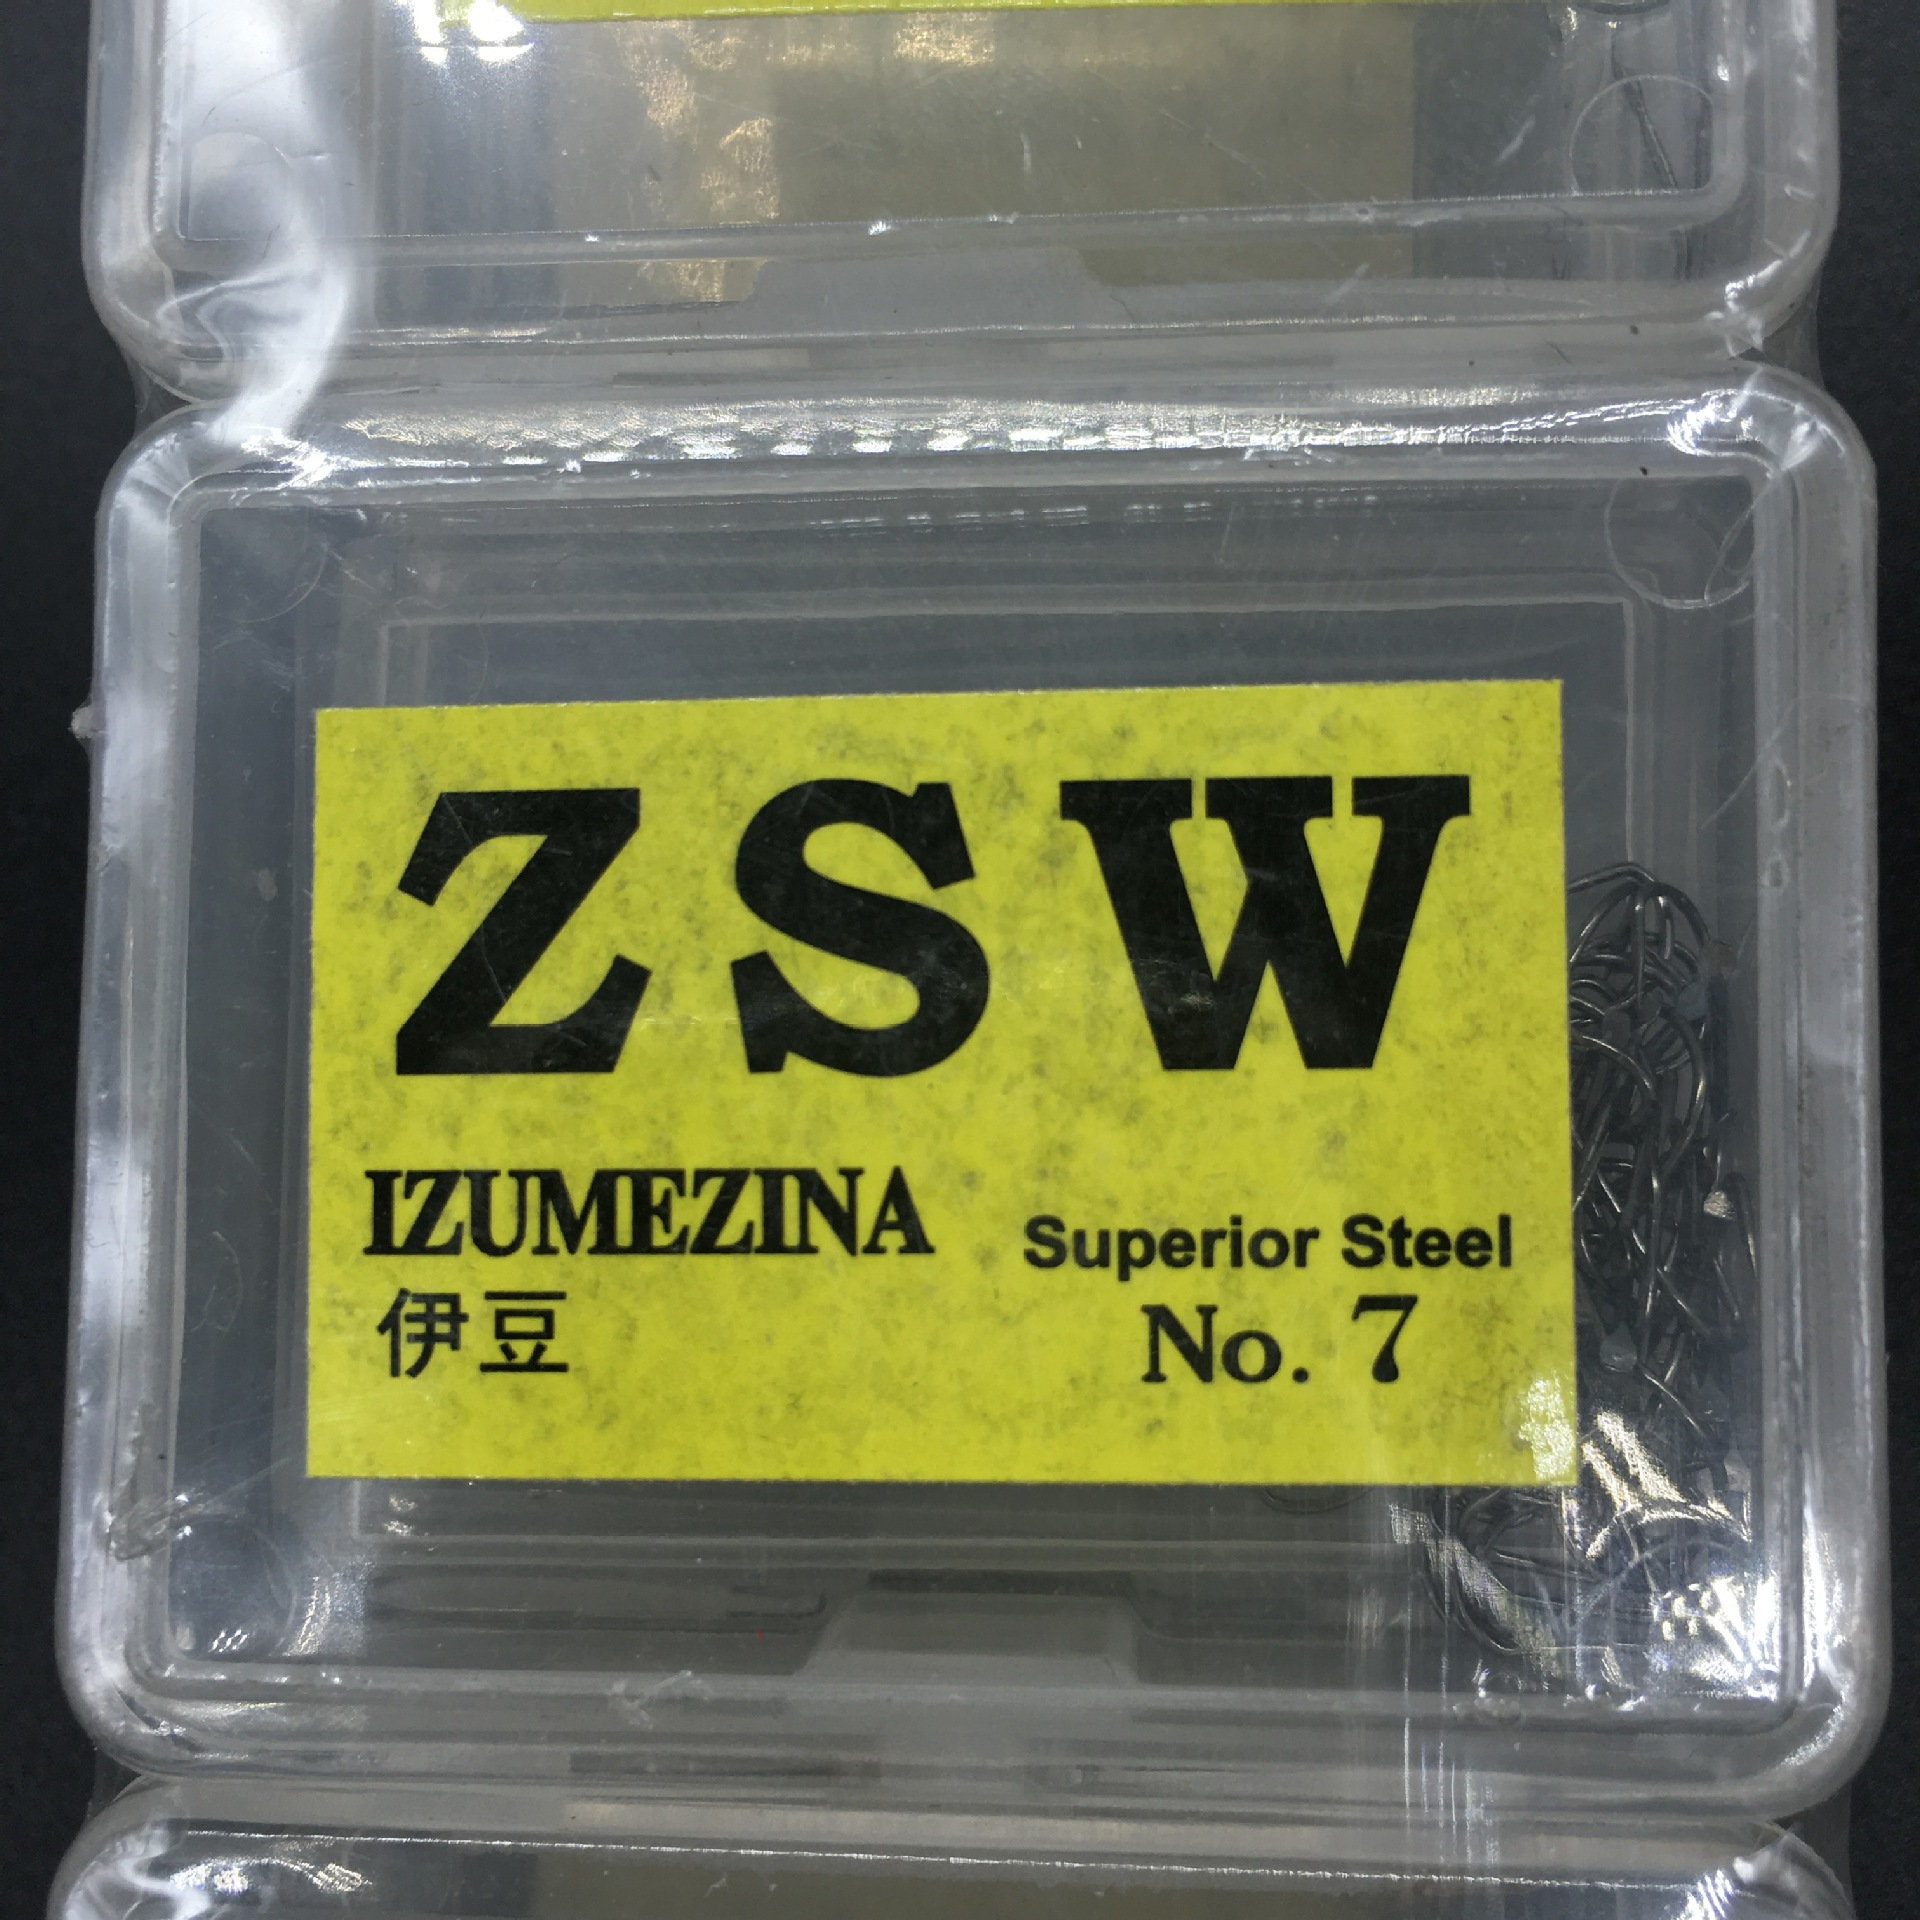 ZSW
IZUMEZINA
伊豆
Superior Steel
No. 7